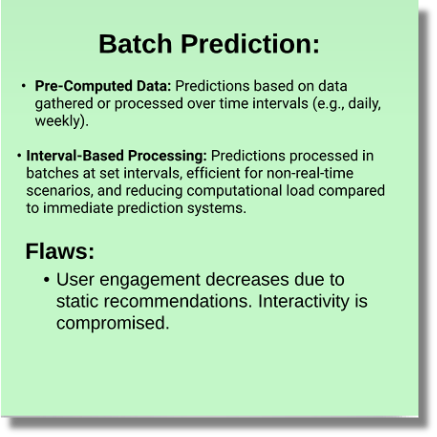 Batch Prediction:
• Pre-Computed Data: Predictions based on data
gathered or processed over time intervals (e.g., daily,
weekly).
• Interval-Based Processing: Predictions processed in
batches at set intervals, efficient for non-real-time
scenarios, and reducing computational load compared
to immediate prediction systems.
Flaws:
• User engagement decreases due to
static recommendations. Interactivity is
compromised.